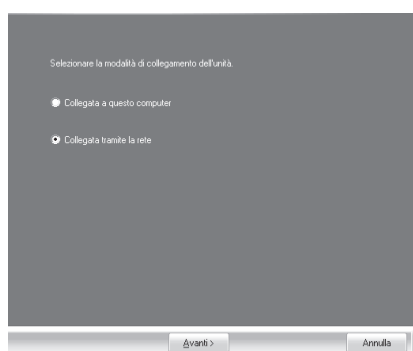 Selezionare la modalità di collegamento dell'unità.
Collegata a questo computer
Collegata tramite la rete
Avanti >
Annulla